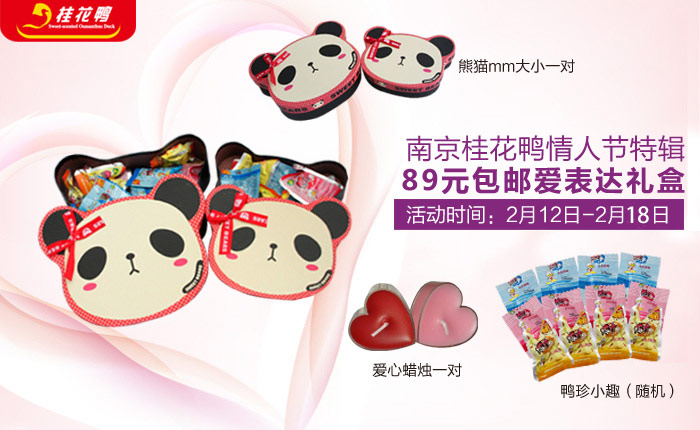 桂花鸭
Sweet-scented Osmanthus Duck
熊猫mm大小一对
南京桂花鸭情人节特辑
89元包邮爱表达礼盒
活动时间：2月12日-2月18日
爱心蜡烛一对
鸭珍小趣（随机）